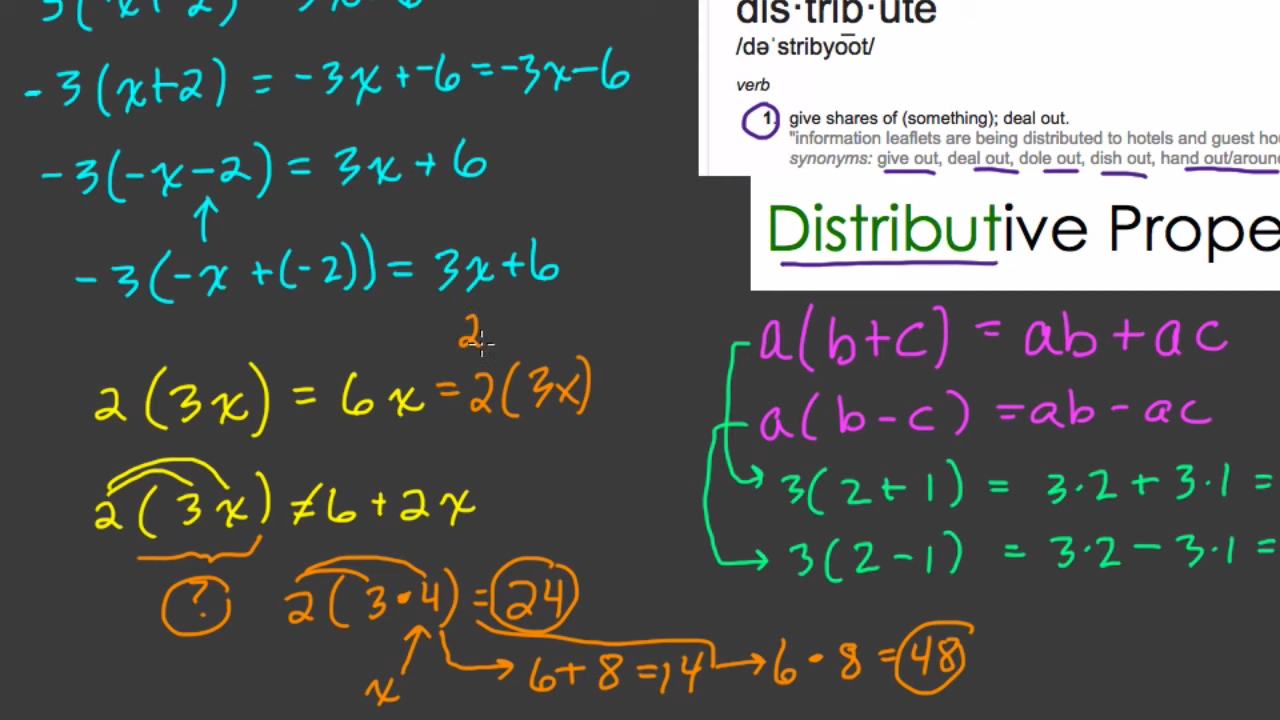 -3(x+2) = -3x + -6 = -3x - 6
-3(-x - 2) = 3x + 6
-3(-x + (-2)) = 3x + 6
2
2(3x) = 6x = 2(3x)
2(3x) ≠ 6 + 2x
?
2(3•4) = 24
x
6 + 8 = 14 → 6 • 8 = 48
dis·trib·ute
/dəˈstribyo͞ot/
verb
1. give shares of (something); deal out.
"information leaflets are being distributed to hotels and guest
synonyms: give out, deal out, dole out, dish out, hand out/around
Distributive
a(b+c) = ab + ac
a(b-c) = ab - ac
3(2+1) = 3·2 + 3·1 =
3(2-1) = 3·2 - 3·1 =